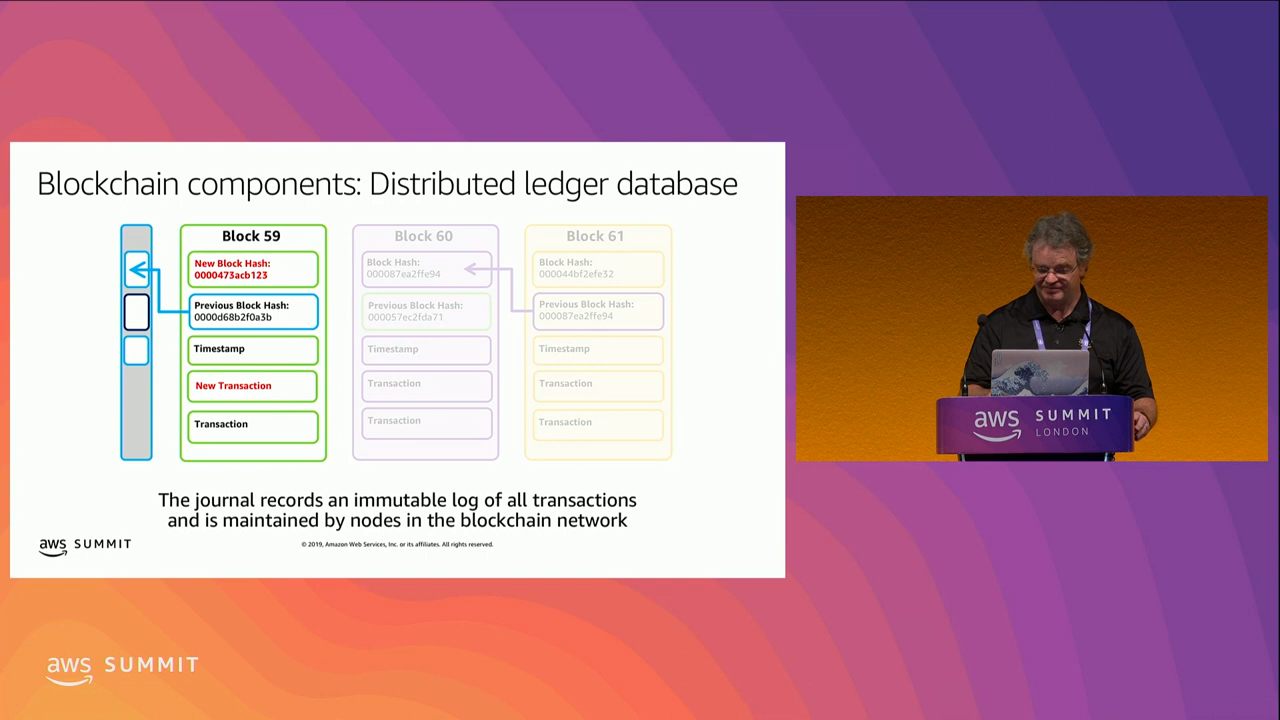 Blockchain components: Distributed ledger database
Block 59
New Block Hash:
0000473acb123
Previous Block Hash:
0000d68b2f0a3b
Timestamp
New Transaction
Transaction
Block 60
Block Hash:
000087ea2ffe94
Previous Block Hash:
000057ec2fda71
Timestamp
Transaction
Transaction
Block 61
Block Hash:
000044bf2efe32
Previous Block Hash:
000087ea2ffe94
Timestamp
Transaction
Transaction
The journal records an immutable log of all transactions
and is maintained by nodes in the blockchain network
aws SUMMIT
© 2019, Amazon Web Services, Inc. or its affiliates. All rights reserved.
aws SUMMIT
LONDON
aws SUMMIT